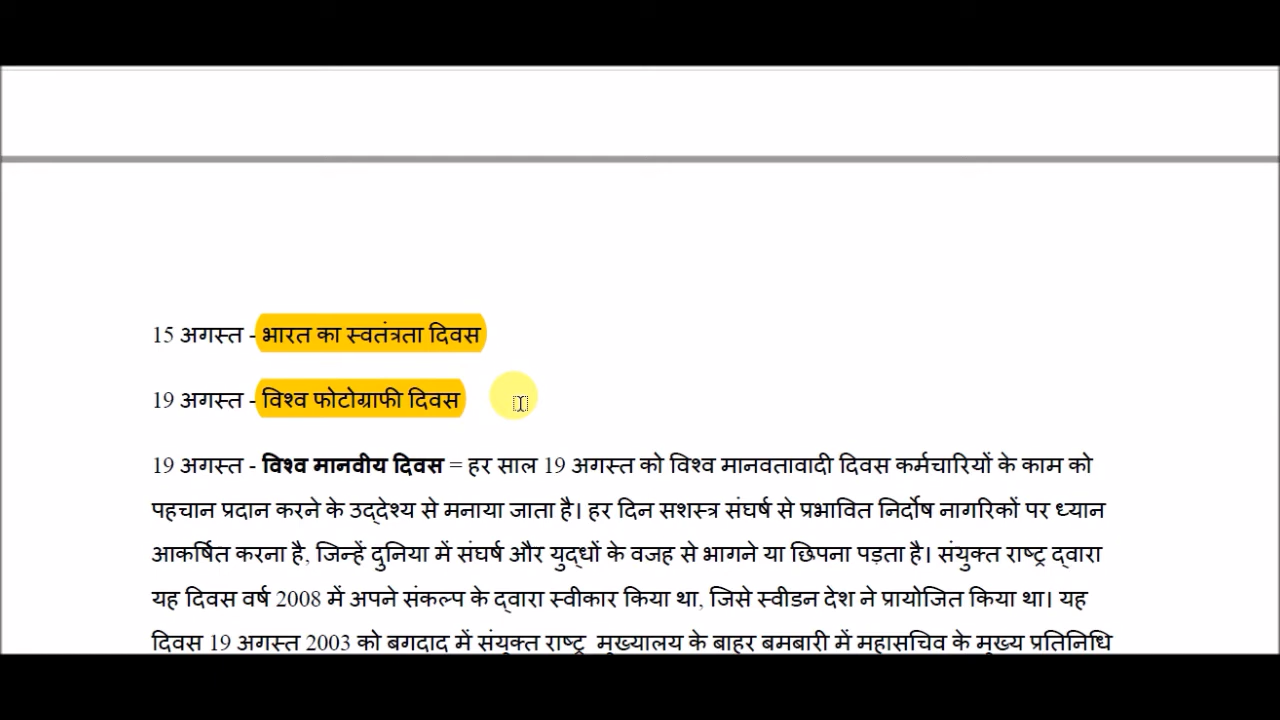 15 अगस्त - भारत का स्वतंत्रता दिवस
19 अगस्त - विश्व फोटोग्राफी दिवस
19 अगस्त - विश्व मानवीय दिवस = हर साल 19 अगस्त को विश्व मानवतावादी दिवस कर्मचारियों के काम को
पहचान प्रदान करने के उद्देश्य से मनाया जाता है। हर दिन सशस्त्र संघर्ष से प्रभावित निर्दोष नागरिकों पर ध्यान
आकर्षित करना है, जिन्हें दुनिया में संघर्ष और युद्धों के वजह से भागने या छिपना पड़ता है। संयुक्त राष्ट्र द्वारा
यह दिवस वर्ष 2008 में अपने संकल्प के द्वारा स्वीकार किया था, जिसे स्वीडन देश ने प्रायोजित किया था। यह
दिवस 19 अगस्त 2003 को बगदाद में संयुक्त राष्ट्र मुख्यालय के बाहर बमबारी में महासचिव के मुख्य प्रतिनिधि